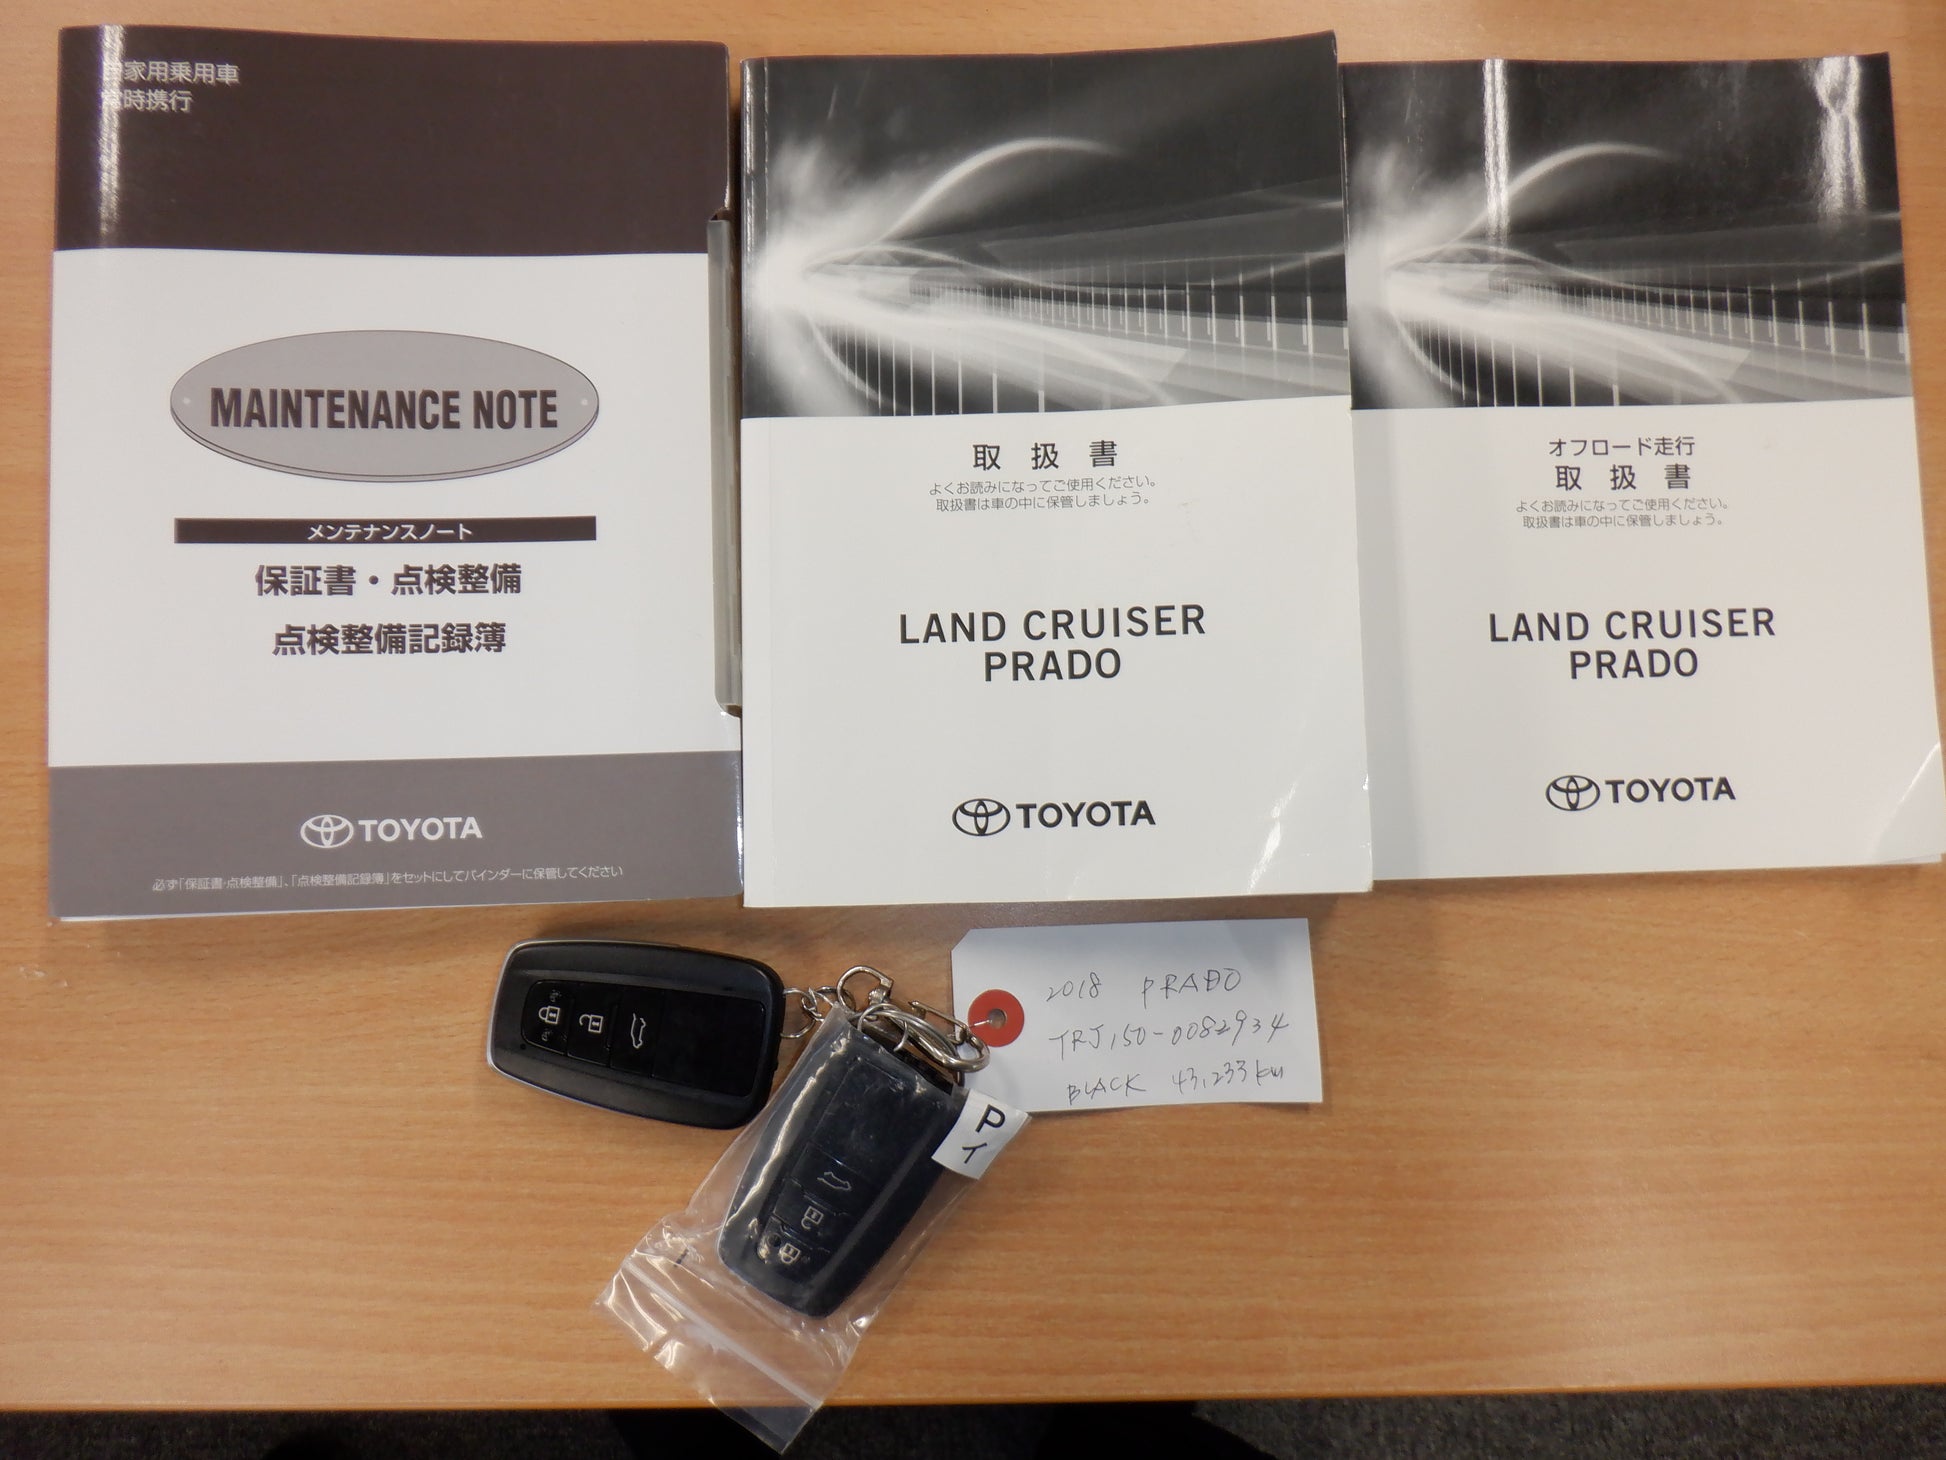 自家用乗用車
常時携行
MAINTENANCE NOTE
メンテナンスノート
保証書・点検整備
点検整備記録簿
TOYOTA
必ず「保証書・点検整備」、「点検整備記録簿」をセットにしてバインダーに保管してください
取扱書
よくお読みになってご使用ください。
取扱書は車の中に保管しましょう。
LAND CRUISER
PRADO
TOYOTA
オフロード走行
取扱書
よくお読みになってご使用ください。
取扱書は車の中に保管しましょう。
LAND CRUISER
PRADO
TOYOTA
2018 PRADO
TRJ150-0082934
BLACK 43,233km
P
イ